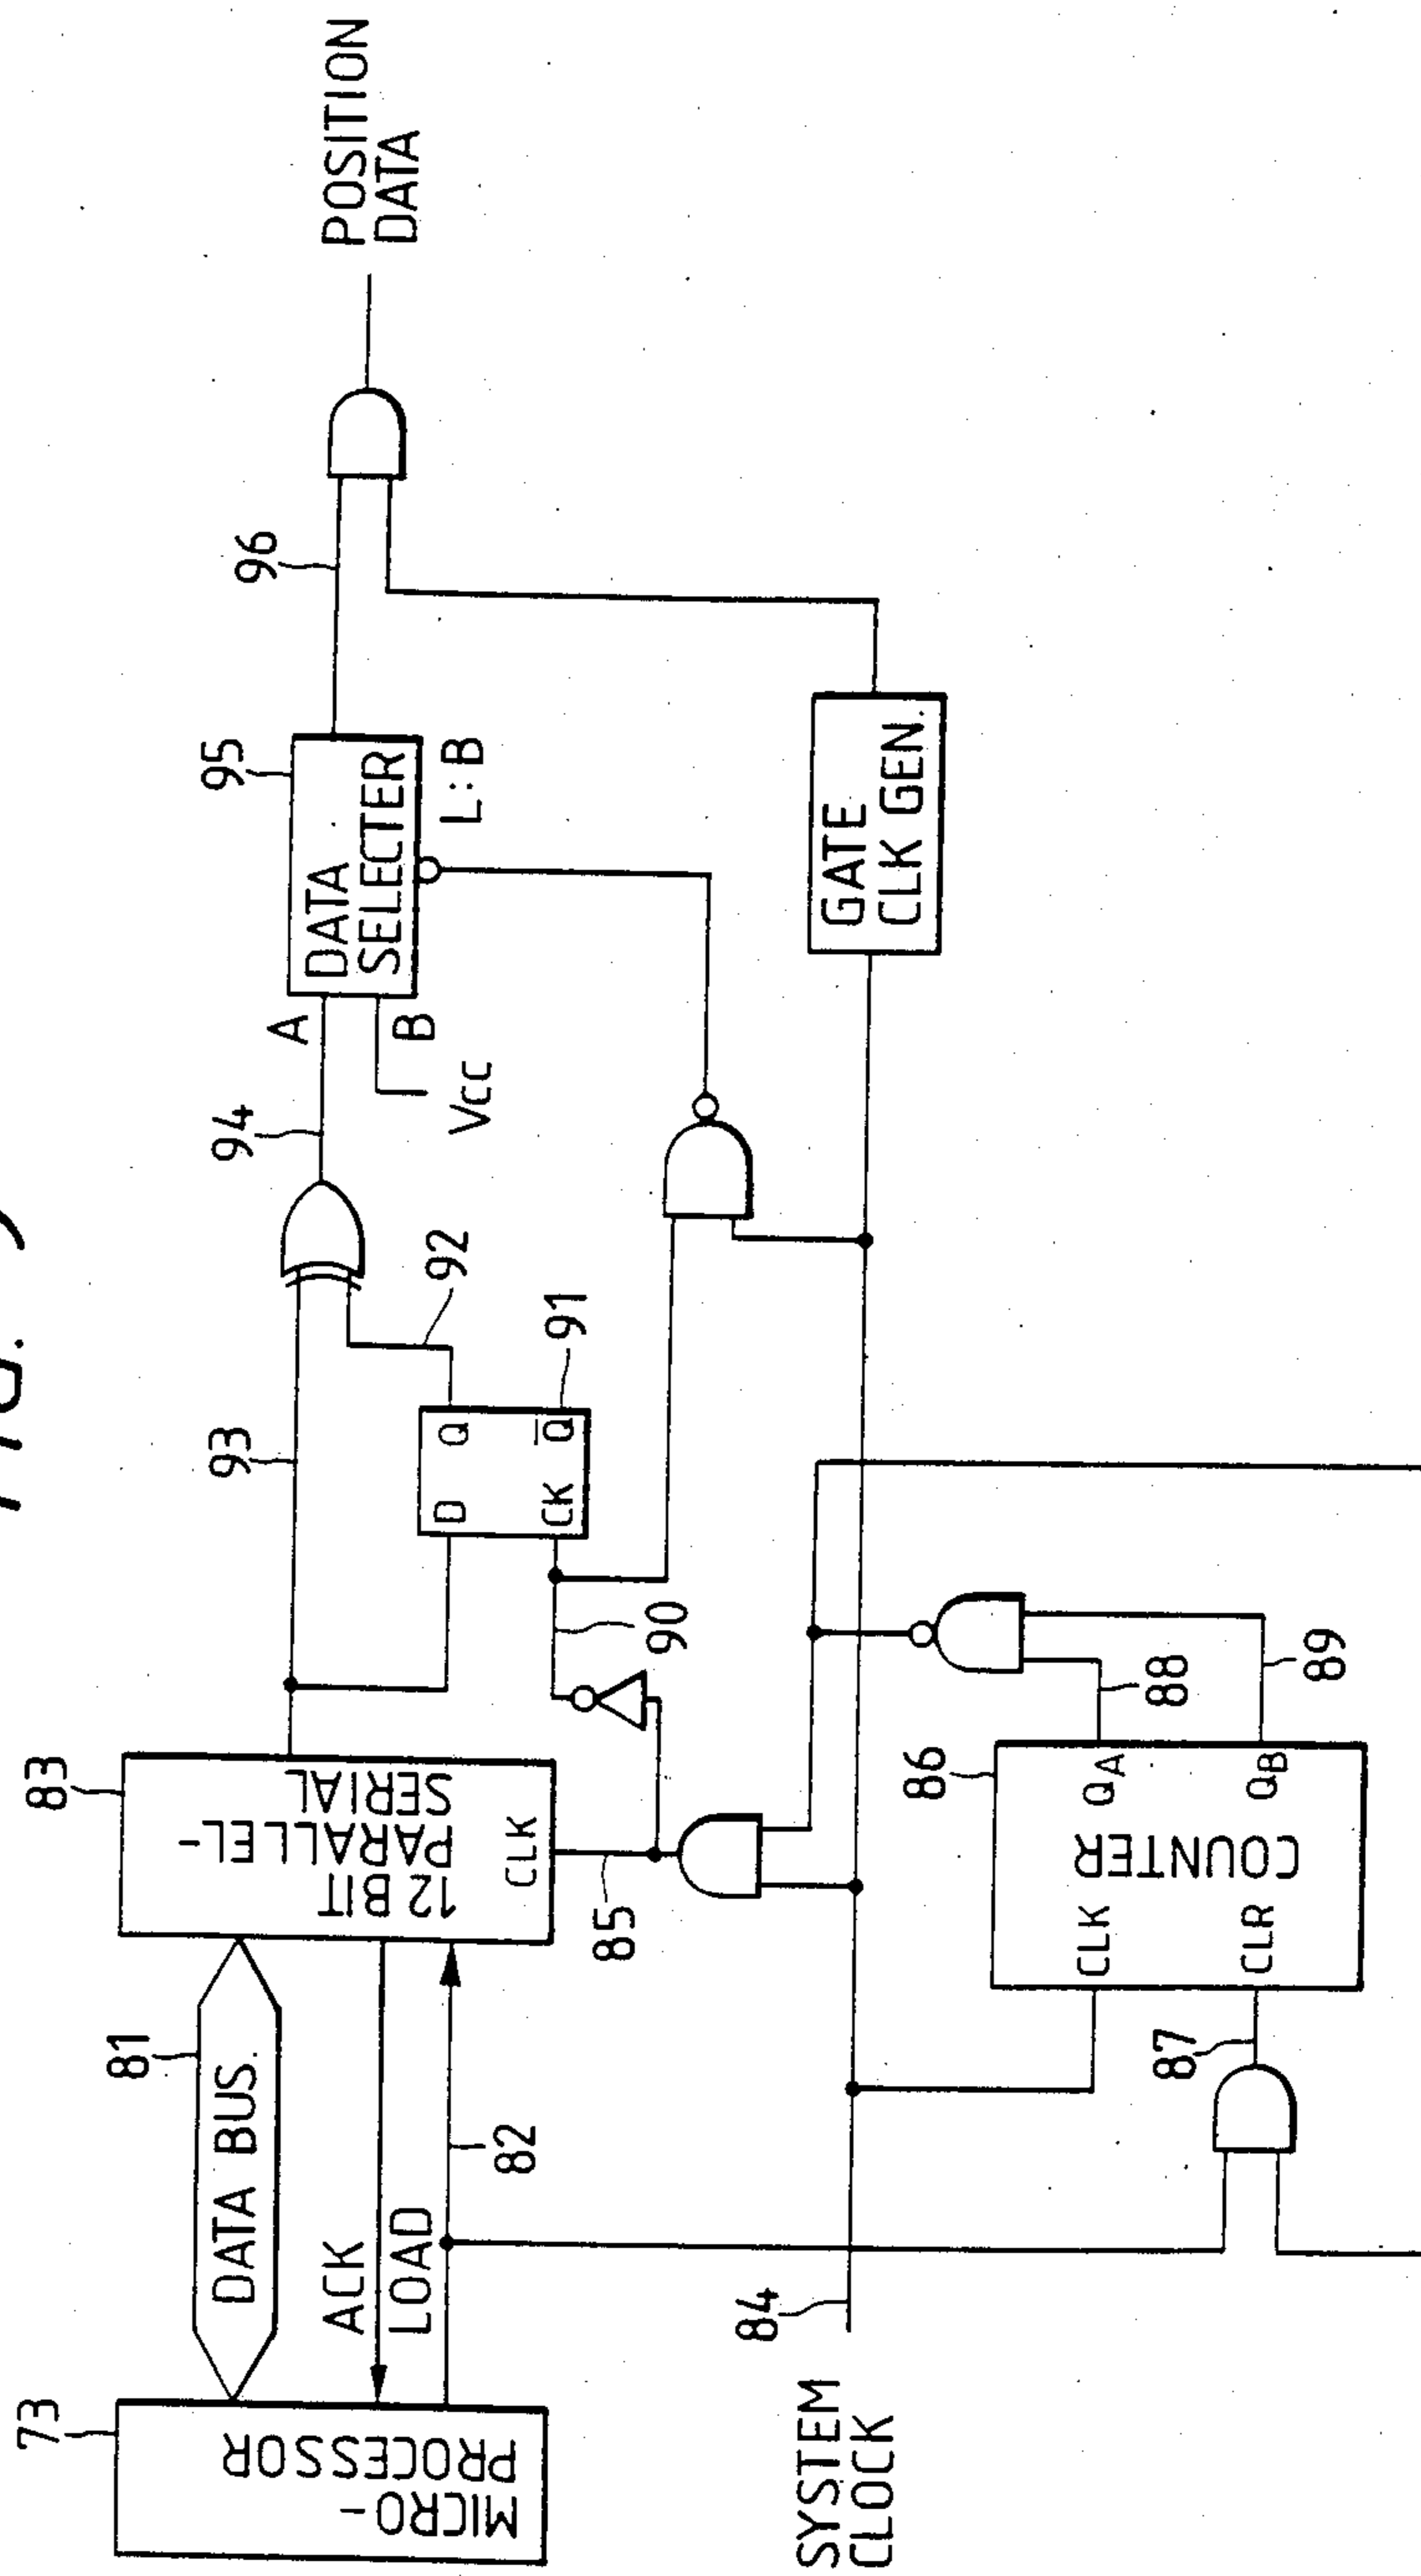 FIG.
73
MICRO-
PROCESSOR
81
DATA BUS.
ACK
LOAD
82
83
12 BIT
PARALLEL-
SERIAL
CLK
85
90
93
D
Q
CK
Q̅
91
92
94
A
B
Vcc
95
DATA
SELECTER
L:B
96
POSITION
DATA
SYSTEM
CLOCK
84
GATE
CLK GEN.
86
CLK
CLR
COUNTER
QA
QB
87
88
89